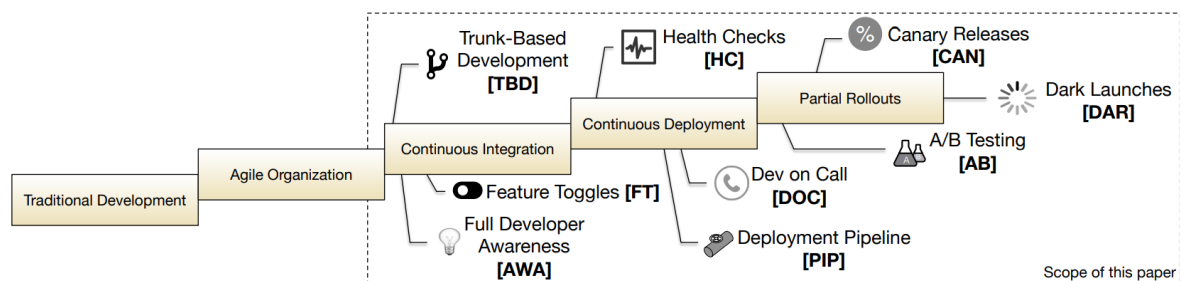 Traditional Development
Agile Organization
Continuous Integration
Trunk-Based
Development
[TBD]
Feature Toggles [FT]
Full Developer
Awareness
[AWA]
Continuous Deployment
Health Checks
[HC]
Dev on Call
[DOC]
Deployment Pipeline
[PIP]
Partial Rollouts
%
Canary Releases
[CAN]
Dark Launches
[DAR]
A
A/B Testing
[AB]
Scope of this paper